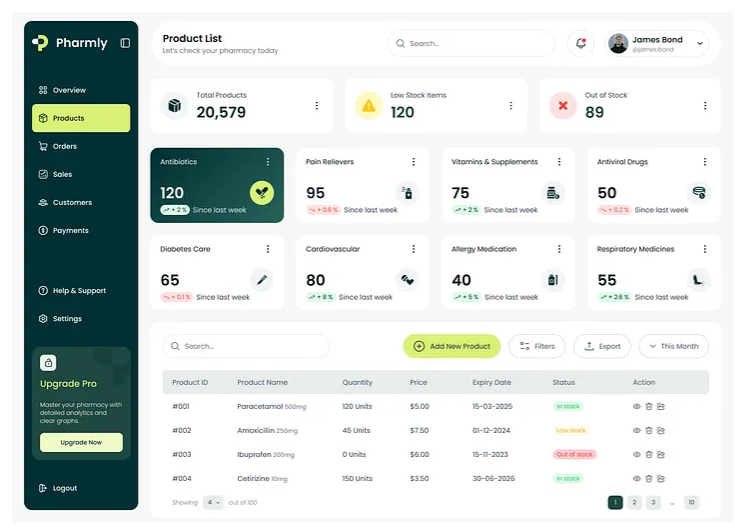 Pharmly
Overview
Products
Orders
Sales
Customers
Payments
Help & Support
Settings
Upgrade Pro
Master your pharmacy with
detailed analytics and
clear graphs.
Upgrade Now
Logout
Product List
Let's check your pharmacy today
Search...
James Bond
@james.bond
Total Products
20,579
Low Stock Items
120
Out of Stock
89
Antibiotics
120
+ 2 % Since last week
Pain Relievers
95
+ 0.6 % Since last week
Vitamins & Supplements
75
+ 2 % Since last week
Antiviral Drugs
50
+ 0.2 % Since last week
Diabetes Care
65
+ 0.1 % Since last week
Cardiovascular
80
+ 8 % Since last week
Allergy Medication
40
+ 5 % Since last week
Respiratory Medicines
55
+ 2.6 % Since last week
Search...
Add New Product
Filters
Export
This Month
Product ID Product Name Quantity Price Expiry Date Status Action
#001 Paracetamol 500mg 120 Units $5.00 15-03-2025 In stock
#002 Amoxicillin 250mg 45 Units $7.50 01-12-2024 Low stock
#003 Ibuprofen 200mg 0 Units $6.00 15-11-2023 Out of stock
#004 Cetirizine 10mg 150 Units $3.50 30-06-2026 In stock
Showing 4 out of 100
1 2 3 ... 10